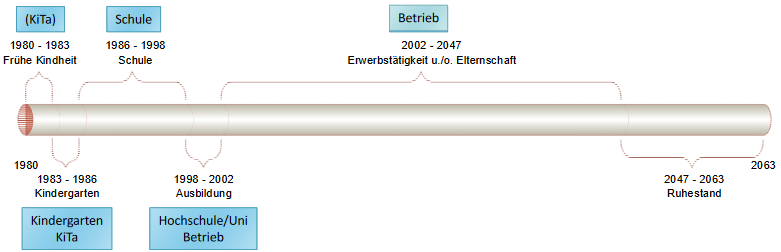 (KiTa)
1980 - 1983
Frühe Kindheit
Schule
1986 - 1998
Schule
Betrieb
2002 - 2047
Erwerbstätigkeit u./o. Elternschaft
1980
2063
1983 - 1986
Kindergarten
Kindergarten
KiTa
1998 - 2002
Ausbildung
Hochschule/Uni
Betrieb
2047 - 2063
Ruhestand